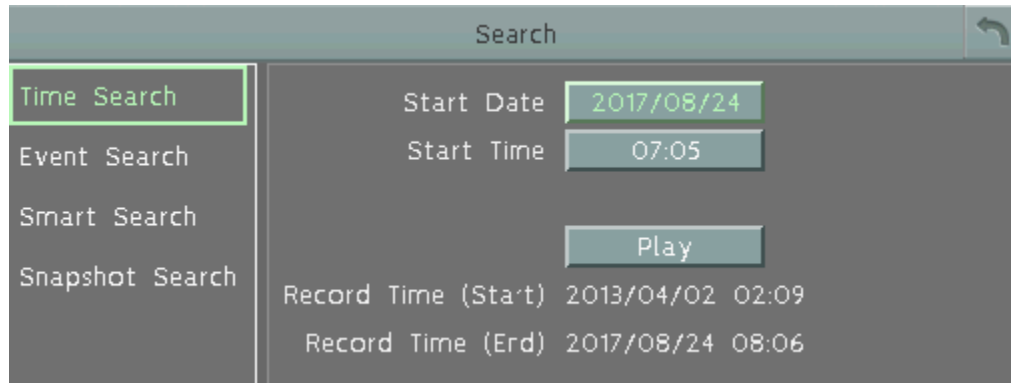 Search
Time Search
Event Search
Smart Search
Snapshot Search
Start Date 2017/08/24
Start Time 07:05
Play
Record Time (Start) 2013/04/02 02:09
Record Time (End) 2017/08/24 08:06